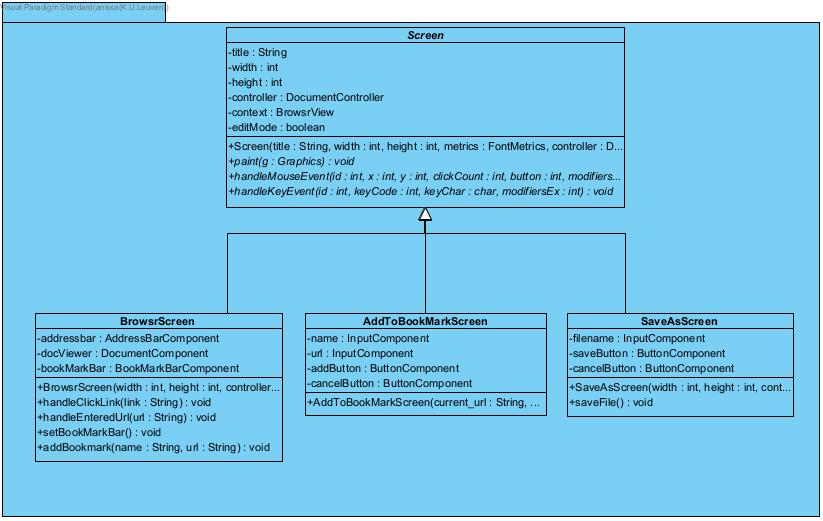 Visual Paradigm Standard(anissa(K.U.Leuven))
Screen
-title : String
-width : int
-height : int
-controller : DocumentController
-context : BrowsrView
-editMode : boolean
+Screen(title : String, width : int, height : int, metrics : FontMetrics, controller : D...
+paint(g : Graphics) : void
+handleMouseEvent(id : int, x : int, y : int, clickCount : int, button : int, modifiers...
+handleKeyEvent(id : int, keyCode : int, keyChar : char, modifiersEx : int) : void
BrowsrScreen
-addressbar : AddressBarComponent
-docViewer : DocumentComponent
-bookMarkBar : BookMarkBarComponent
+BrowsrScreen(width : int, height : int, controller...
+handleClickLink(link : String) : void
+handleEnteredUrl(url : String) : void
+setBookMarkBar() : void
+addBookmark(name : String, url : String) : void
AddToBookMarkScreen
-name : InputComponent
-url : InputComponent
-addButton : ButtonComponent
-cancelButton : ButtonComponent
+AddToBookMarkScreen(current_url : String, ...
SaveAsScreen
-filename : InputComponent
-saveButton : ButtonComponent
-cancelButton : ButtonComponent
+SaveAsScreen(width : int, height : int, cont...
+saveFile() : void